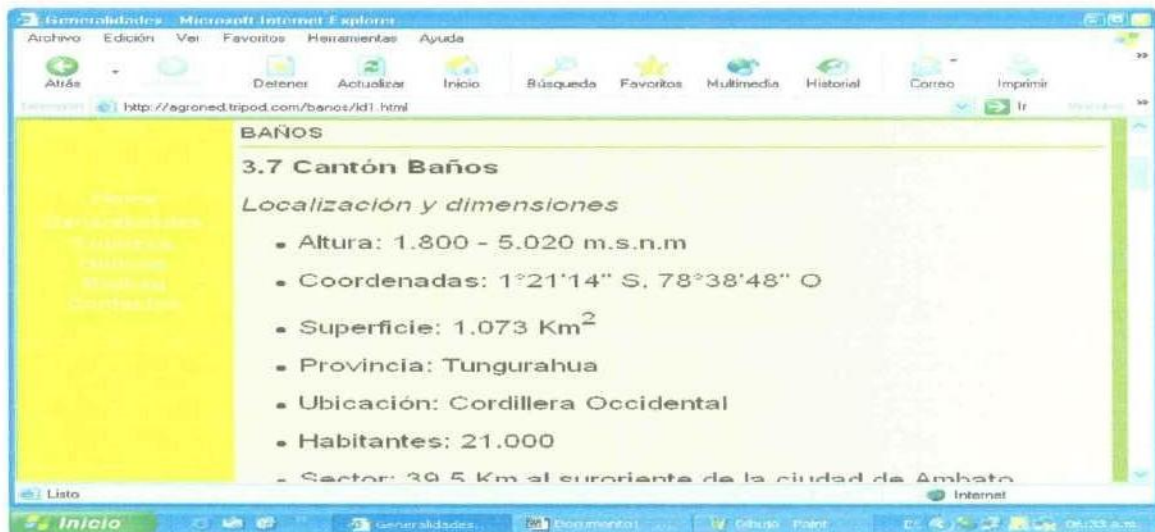 Generalidades - Microsoft Internet Explorer
Archivo Edición Ver Favoritos Herramientas Ayuda
Atrás Detener Actualizar Inicio Búsqueda Favoritos Multimedia Historial Correo Imprimir
http://agroned.tripod.com/banos/id1.html Ir
BAÑOS
3.7 Cantón Baños
Localización y dimensiones
• Altura: 1.800 - 5.020 m.s.n.m
• Coordenadas: 1°21'14" S, 78°38'48" O
• Superficie: 1.073 Km²
• Provincia: Tungurahua
• Ubicación: Cordillera Occidental
• Habitantes: 21.000
• Sector: 39.5 Km al suroriente de la ciudad de Ambato
Listo Internet
Inicio Generalidades... Documento1 ... Dibujo - Paint ES 06:33 a.m.